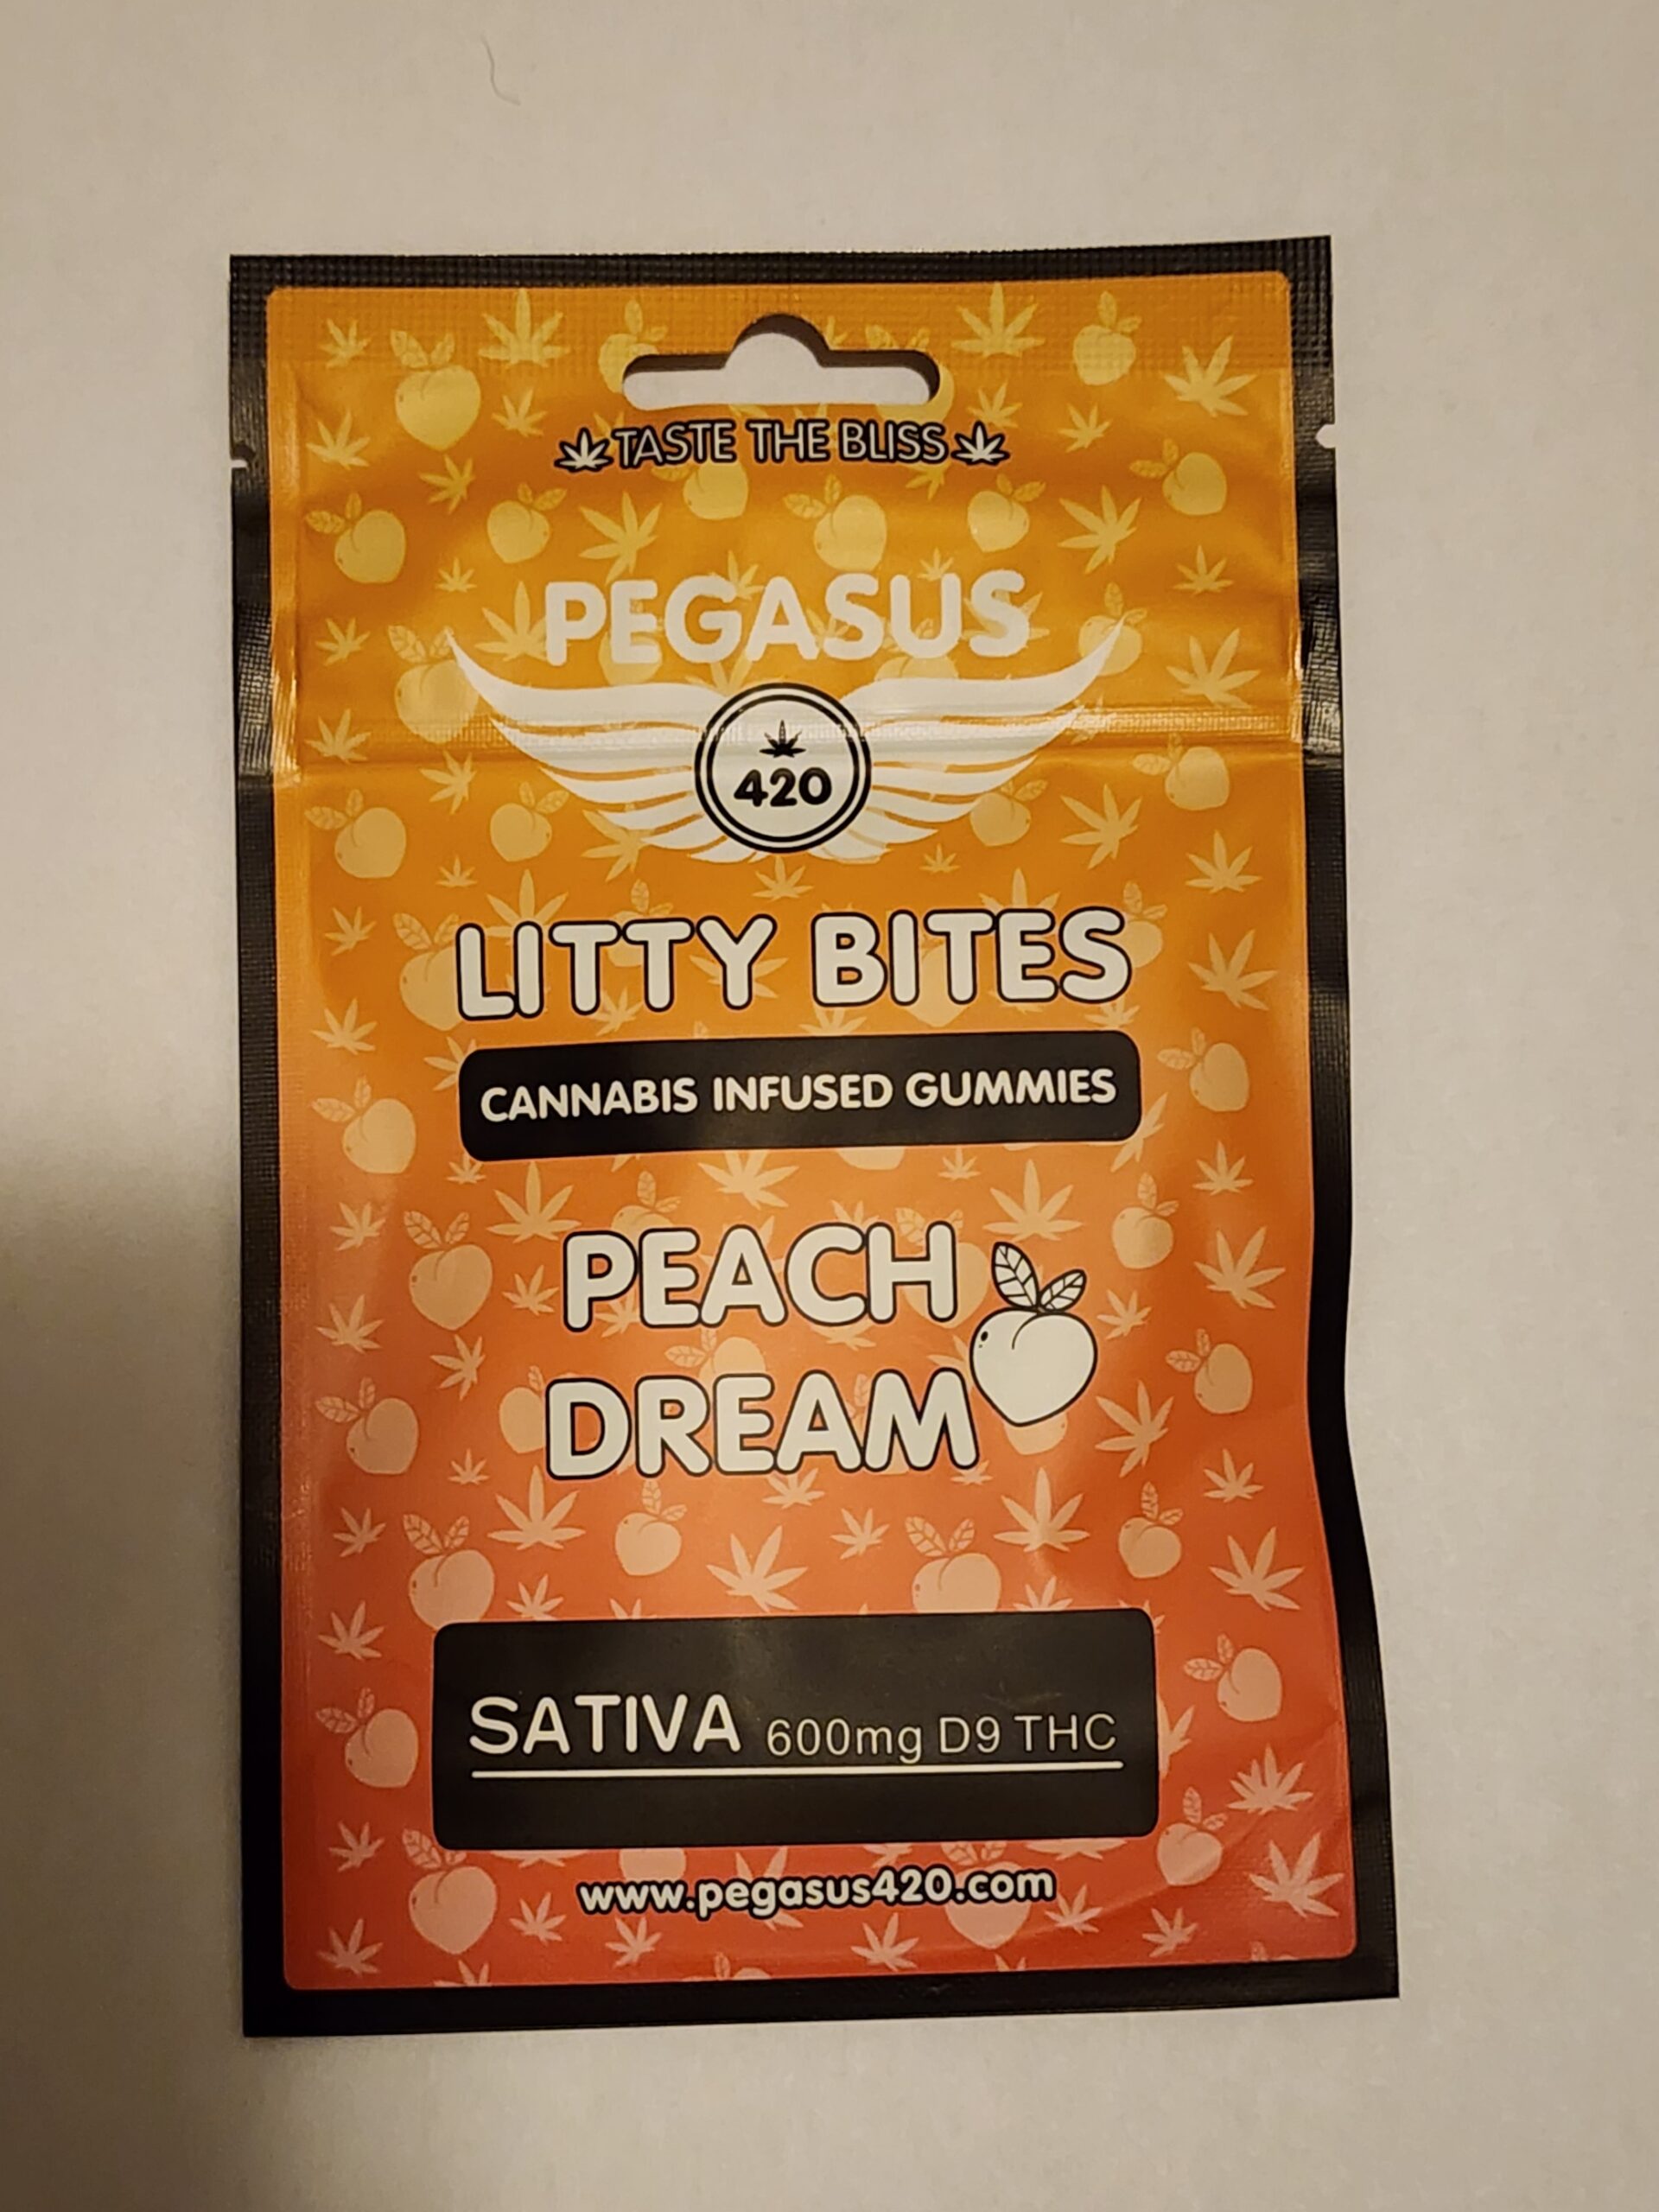 TASTE THE BLISS
PEGASUS
420
LITTY BITES
CANNABIS INFUSED GUMMIES
PEACH
DREAM
SATIVA 600mg D9 THC
www.pegasus420.com